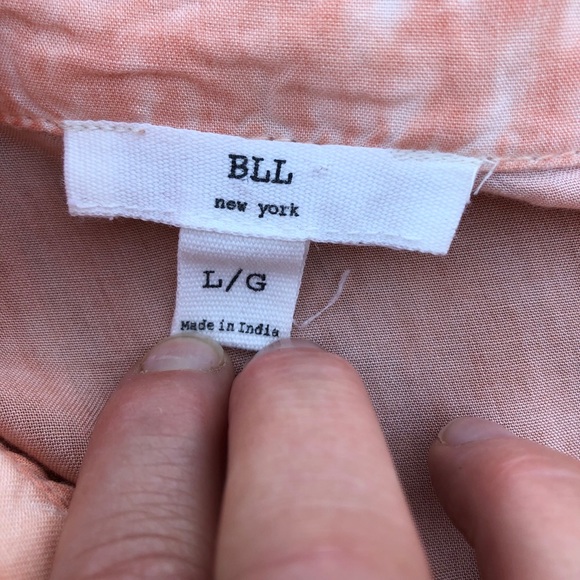 BLL
new york
L/G
Made in India